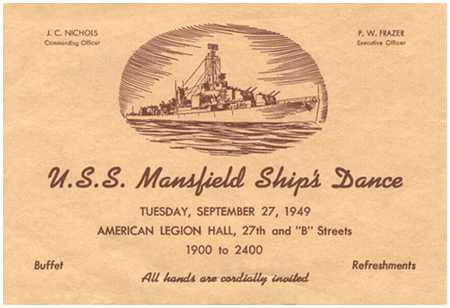 J. C. NICHOLS
Commanding Officer
P. W. FRAZER
Executive Officer
U.S.S. Mansfield Ship's Dance
TUESDAY, SEPTEMBER 27, 1949
AMERICAN LEGION HALL, 27th and "B" Streets
1900 to 2400
Buffet
Refreshments
All hands are cordially invited